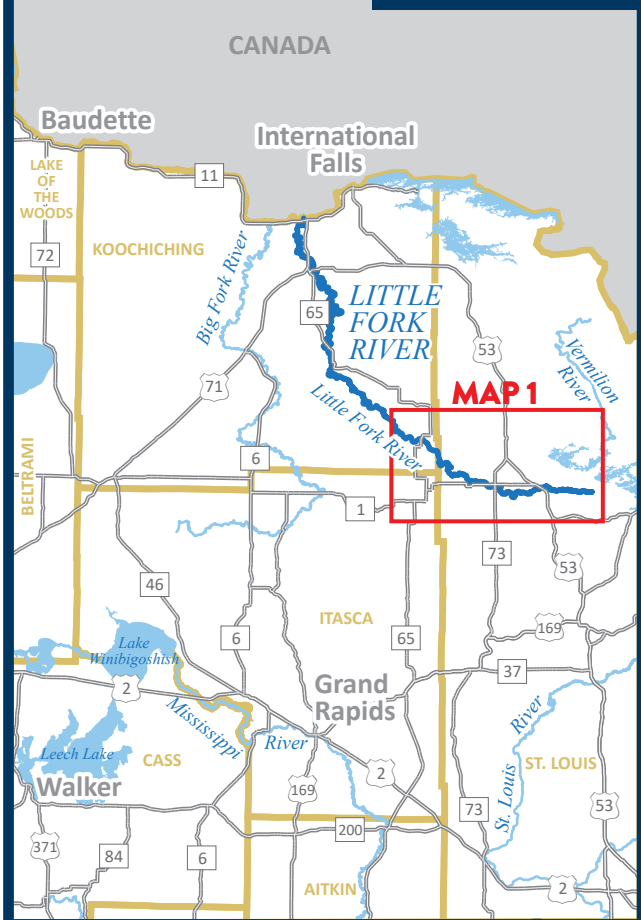 CANADA
Baudette
International
Falls
LAKE
OF
THE
WOODS
11
72
KOOCHICHING
Big Fork River
65
LITTLE
FORK
RIVER
53
Vermilion
River
71
Little Fork River
MAP 1
BELTRAMI
6
1
73
53
46
ITASCA
169
6
65
37
Lake
Winibigoshish
2
Grand
Rapids
Mississippi
River
St. Louis
River
Leech Lake
CASS
ST. LOUIS
Walker
169
2
73
53
371
84
6
200
AITKIN
2